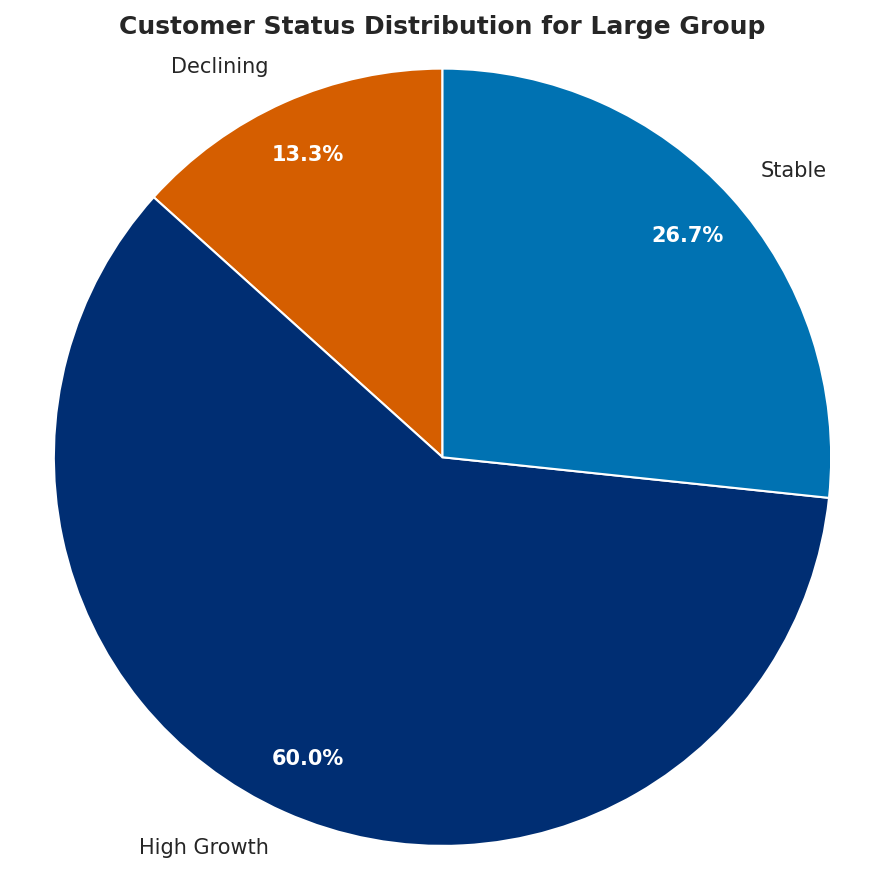 Customer Status Distribution for Large Group
Declining
13.3%
Stable
26.7%
60.0%
High Growth